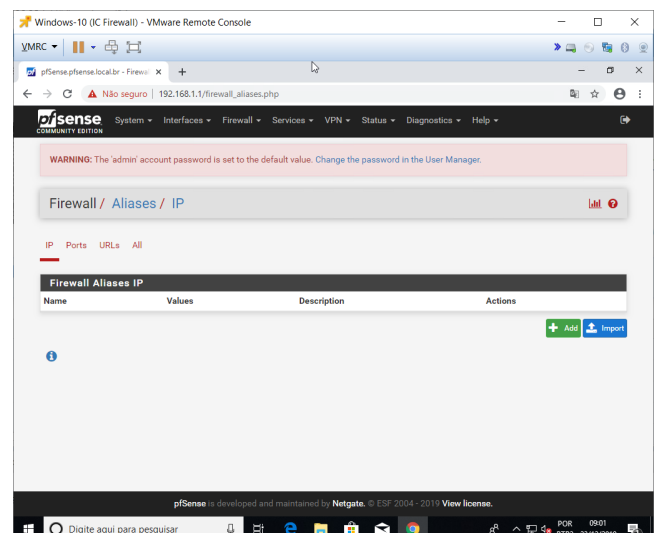 Windows-10 (IC Firewall) - VMware Remote Console
VMRC
pfSense.pfsense.local.br - Firewal
Não seguro | 192.168.1.1/firewall_aliases.php
pfsense System Interfaces Firewall Services VPN Status Diagnostics Help
COMMUNITY EDITION
WARNING: The 'admin' account password is set to the default value. Change the password in the User Manager.
Firewall / Aliases / IP
IP Ports URLs All
Firewall Aliases IP
Name Values Description Actions
Add Import
pfSense is developed and maintained by Netgate. © ESF 2004 - 2019 View license.
Digite aqui para pesquisar
POR 09:01